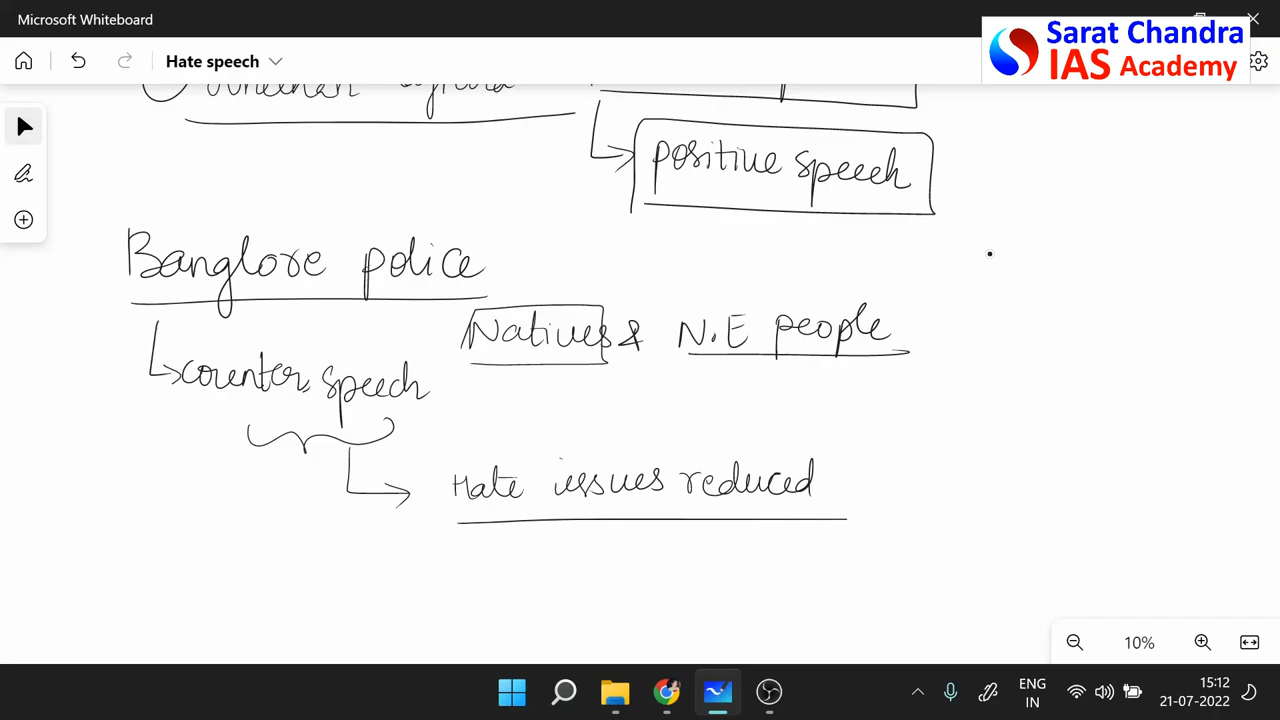 Microsoft Whiteboard
Sarat Chandra
IAS Academy
Hate speech
positive speech
Banglore police
Natives & N.E people
counter speech
Hate issues reduced
10%
ENG
IN
15:12
21-07-2022